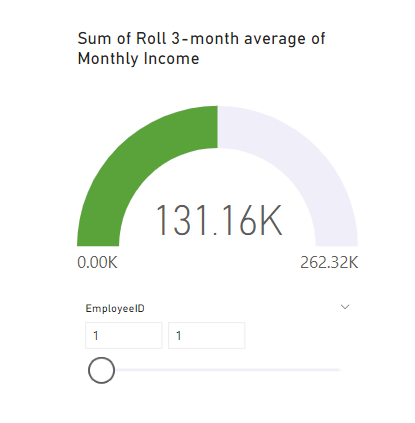 Sum of Roll 3-month average of
Monthly Income
131.16K
0.00K 262.32K
EmployeeID
1 1